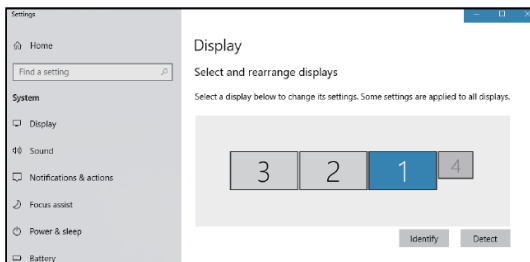 Settings
Home
Find a setting
System
Display
Sound
Notifications & actions
Focus assist
Power & sleep
Battery
Display
Select and rearrange displays
Select a display below to change its settings. Some settings are applied to all displays.
3 2 1 4
Identify Detect